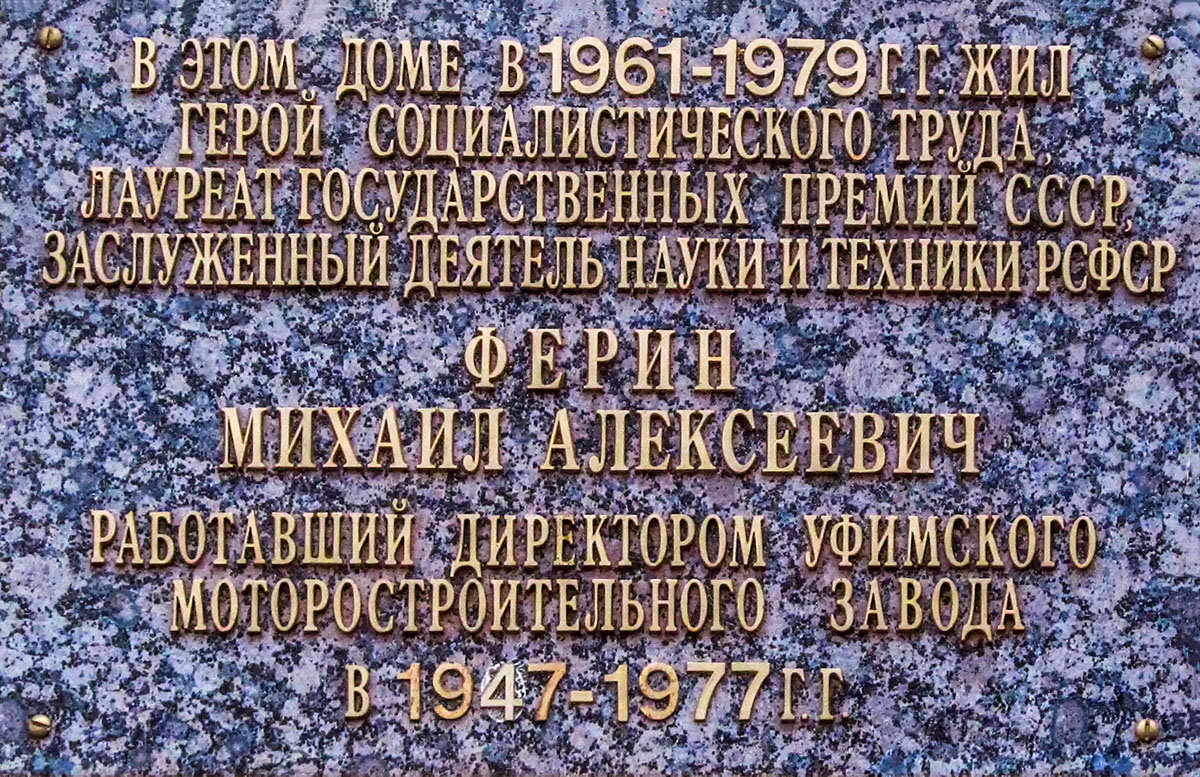 В ЭТОМ ДОМЕ В 1961-1979 Г.Г. ЖИЛ
ГЕРОЙ СОЦИАЛИСТИЧЕСКОГО ТРУДА,
ЛАУРЕАТ ГОСУДАРСТВЕННЫХ ПРЕМИЙ СССР,
ЗАСЛУЖЕННЫЙ ДЕЯТЕЛЬ НАУКИ И ТЕХНИКИ РСФСР
ФЕРИН
МИХАИЛ АЛЕКСЕЕВИЧ
РАБОТАВШИЙ ДИРЕКТОРОМ УФИМСКОГО
МОТОРОСТРОИТЕЛЬНОГО ЗАВОДА
В 1947-1977 Г.Г.